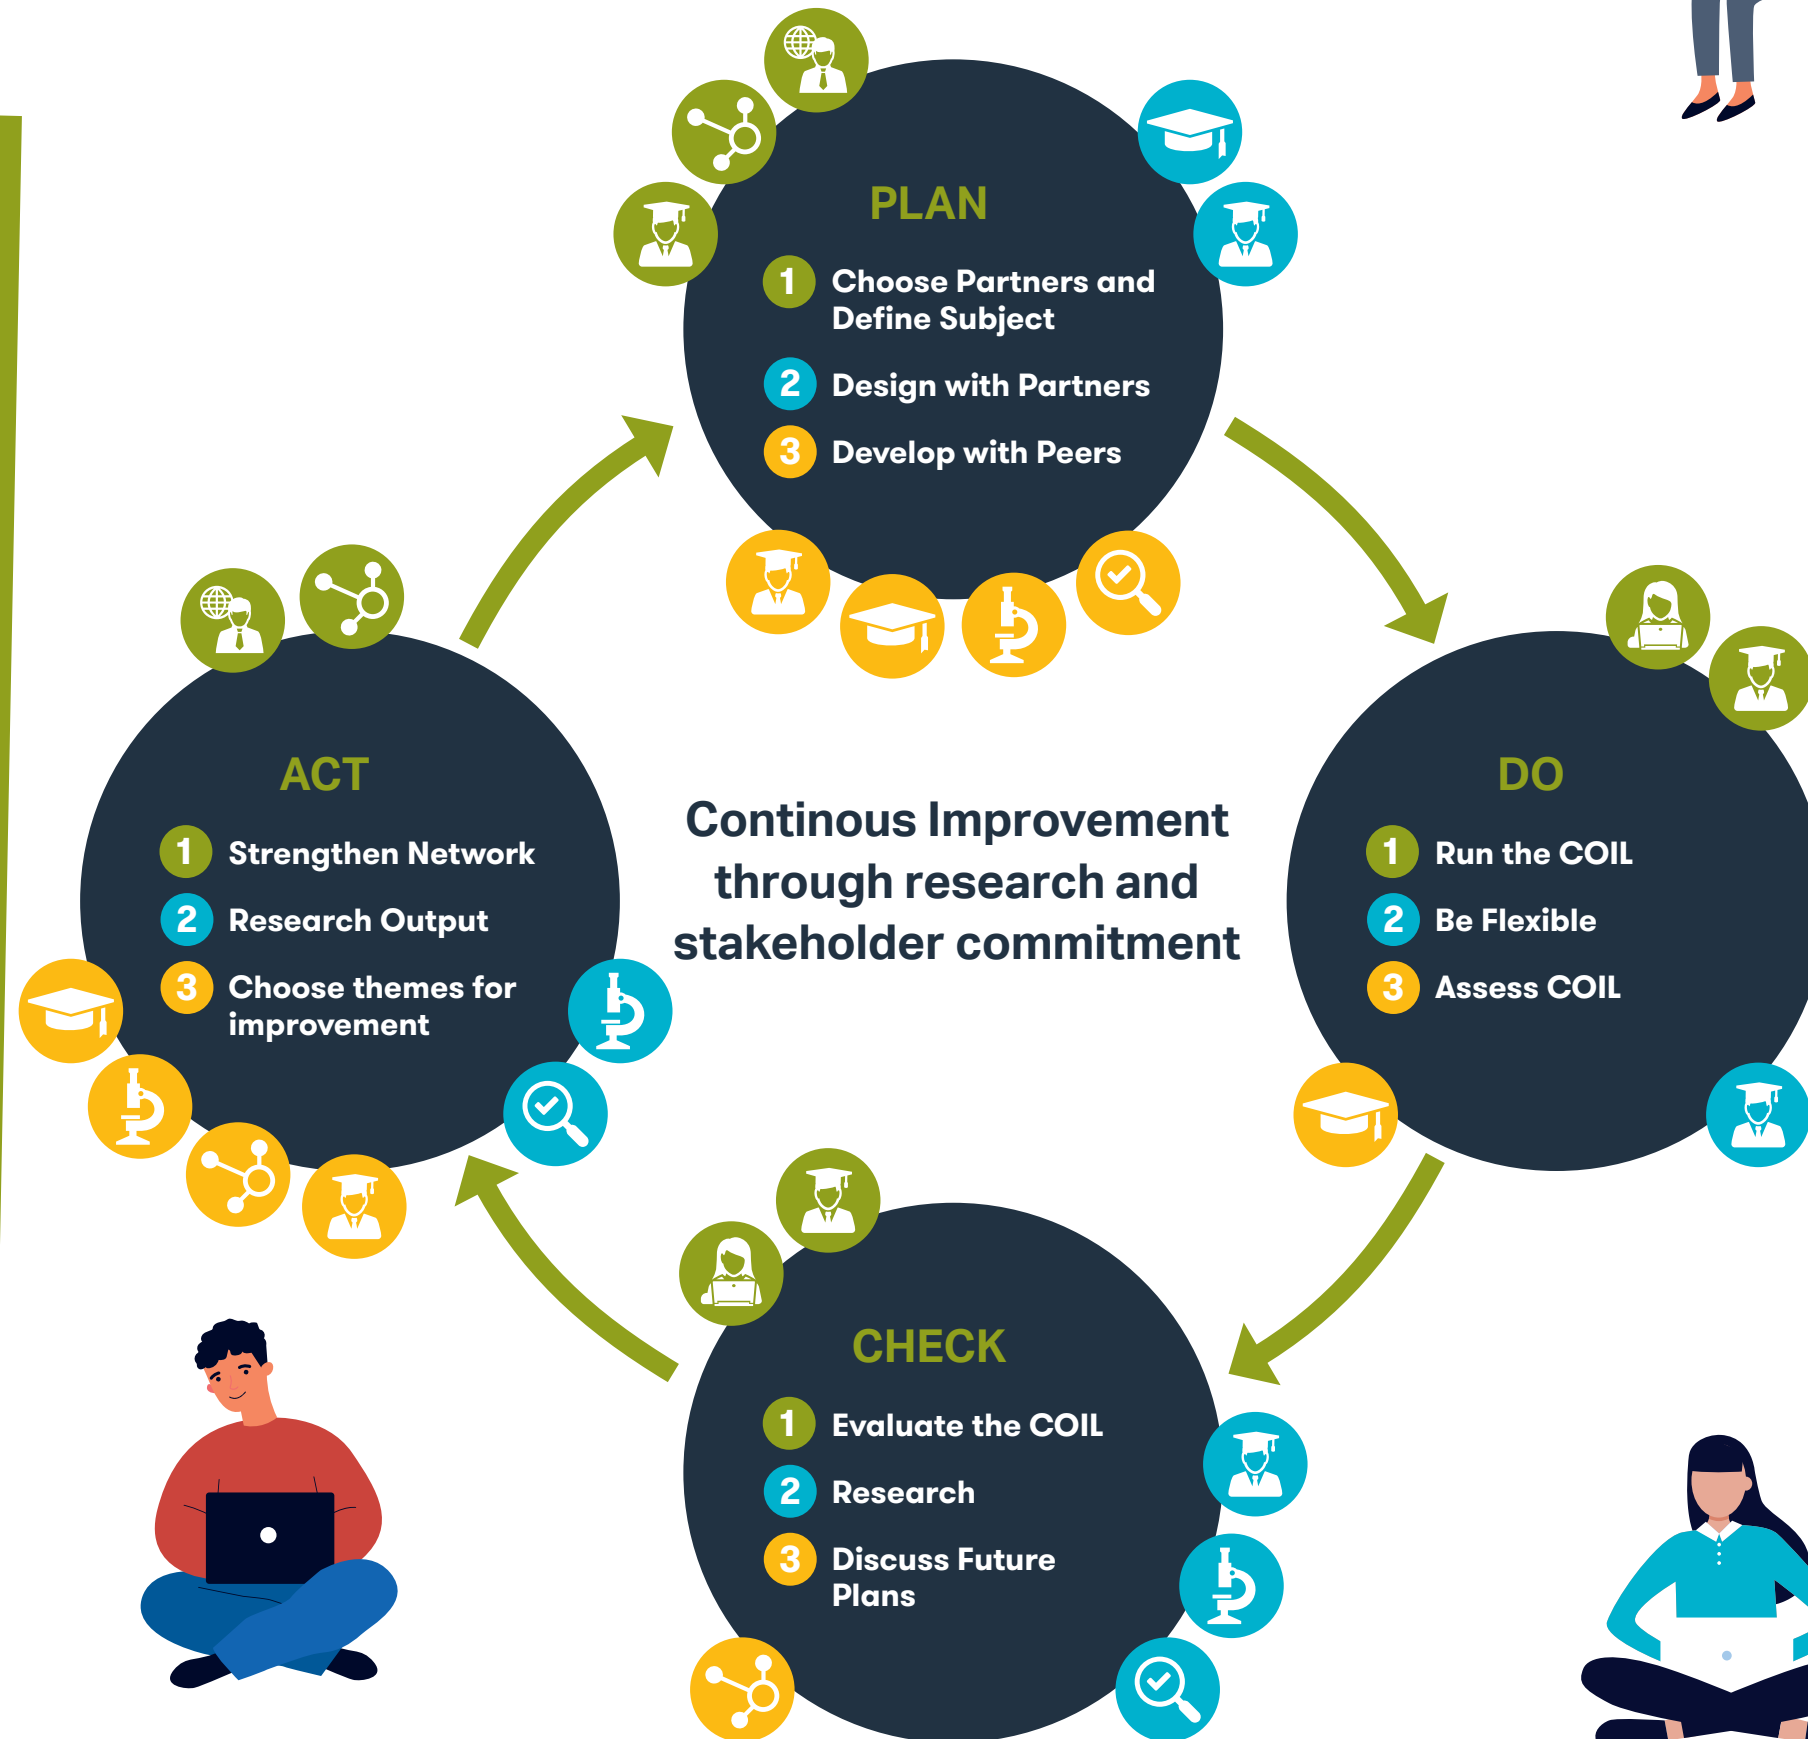 PLAN
1 Choose Partners and
Define Subject
2 Design with Partners
3 Develop with Peers
ACT
1 Strengthen Network
2 Research Output
3 Choose themes for
improvement
Continous Improvement
through research and
stakeholder commitment
DO
1 Run the COIL
2 Be Flexible
3 Assess COIL
CHECK
1 Evaluate the COIL
2 Research
3 Discuss Future
Plans